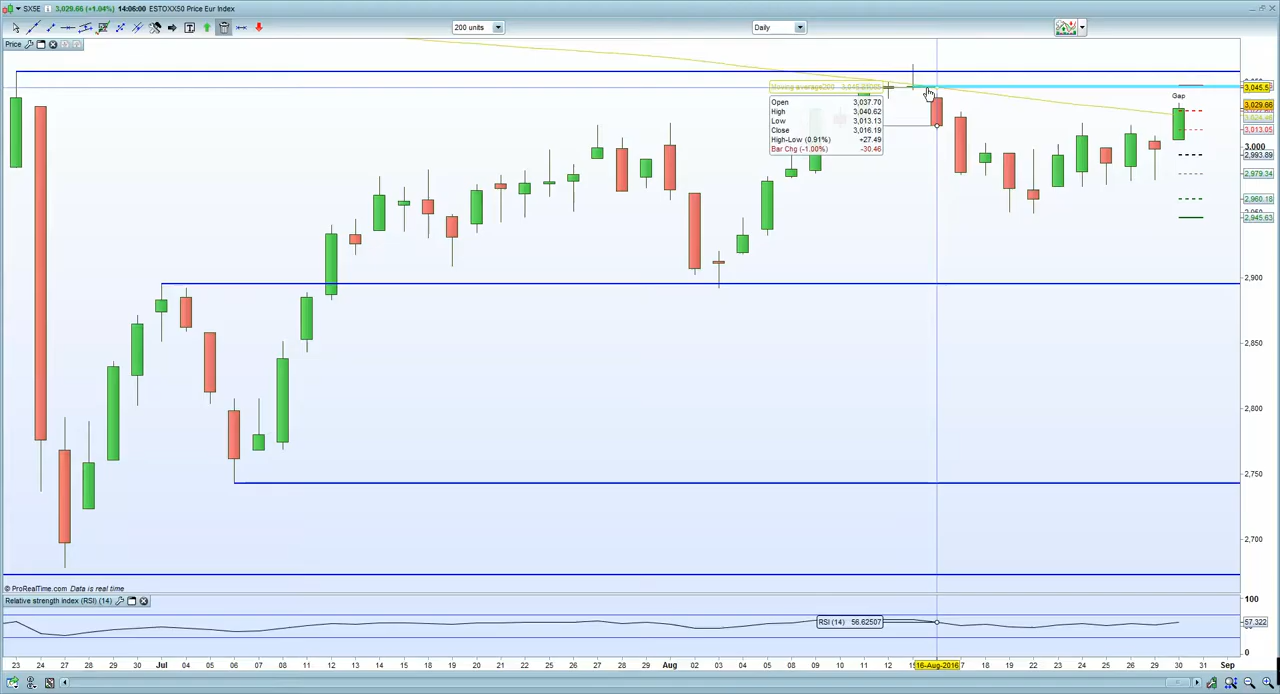 SX5E 3,029.66 (+1.04%) 14:06:00 ESTOXX50 Price Eur Index
200 units Daily
Price
Moving average200
Open 3,037.70
High 3,040.62
Low 3,013.13
Close 3,016.19
High-Low (0.91%) +27.49
Bar Chg (-1.00%) -30.46
Gap
3,045.5
3,029.66
3,013.05
3,000
2,993.89
2,979.34
2,960.18
2,945.63
2,900
2,850
2,800
2,750
2,700
© ProRealTime.com Data is real time
Relative strength index (RSI) (14)
100
RSI (14) 56.62507
57.322
0
23 24 27 28 29 30 Jul 04 05 06 07 08 11 12 13 14 15 18 19 20 21 22 25 26 27 28 29 Aug 02 03 04 05 08 09 10 11 12 16-Aug-2016 18 19 22 23 24 25 26 29 30 31 Sep